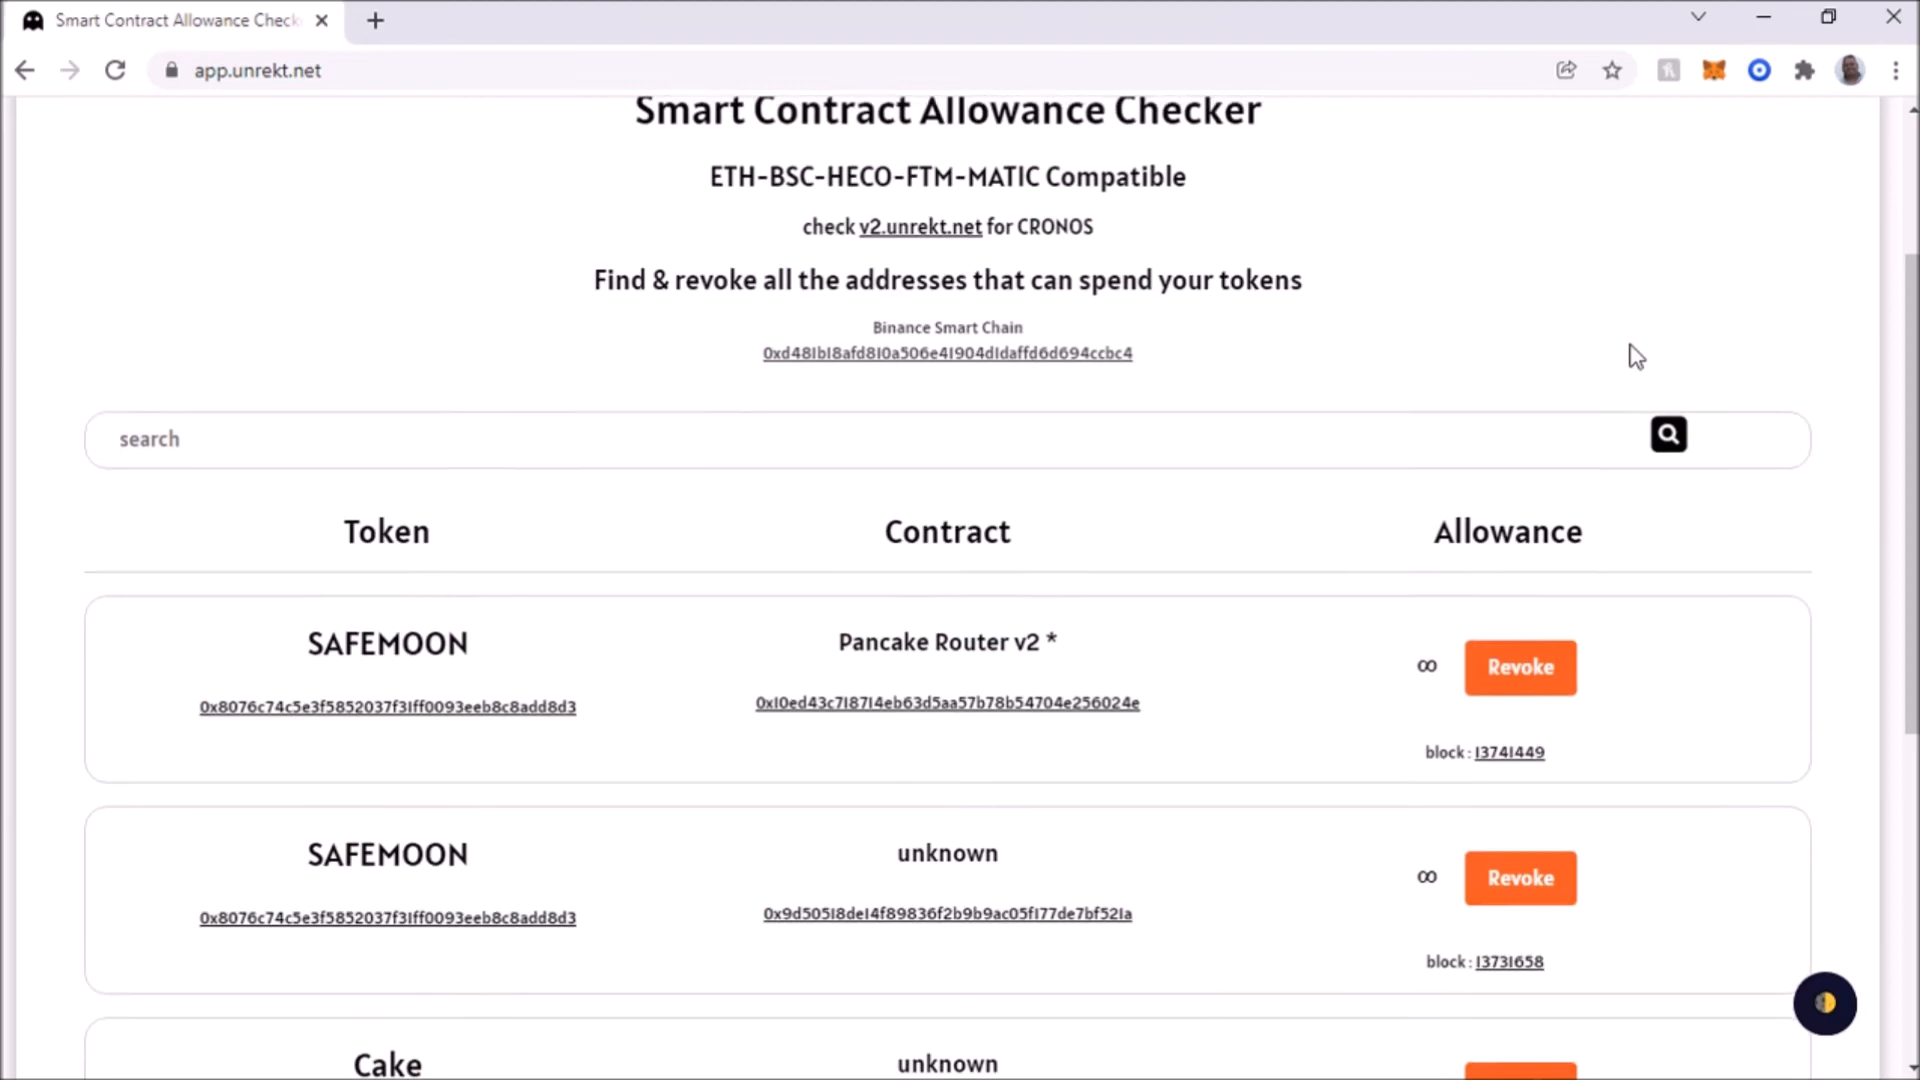 Smart Contract Allowance Check
app.unrekt.net
Smart Contract Allowance Checker
ETH-BSC-HECO-FTM-MATIC Compatible
check v2.unrekt.net for CRONOS
Find & revoke all the addresses that can spend your tokens
Binance Smart Chain
0xd481b18afd810a506e41904d1daffd6d694ccbc4
search
Token Contract Allowance
SAFEMOON Pancake Router v2 * ∞ Revoke
0x8076c74c5e3f5852037f31ff0093eeb8c8add8d3 0x10ed43c718714eb63d5aa57b78b54704e256024e
block : 13741449
SAFEMOON unknown ∞ Revoke
0x8076c74c5e3f5852037f31ff0093eeb8c8add8d3 0x9d50518de14f89836f2b9b9ac05f177de7bf521a
block : 13731658
Cake unknown